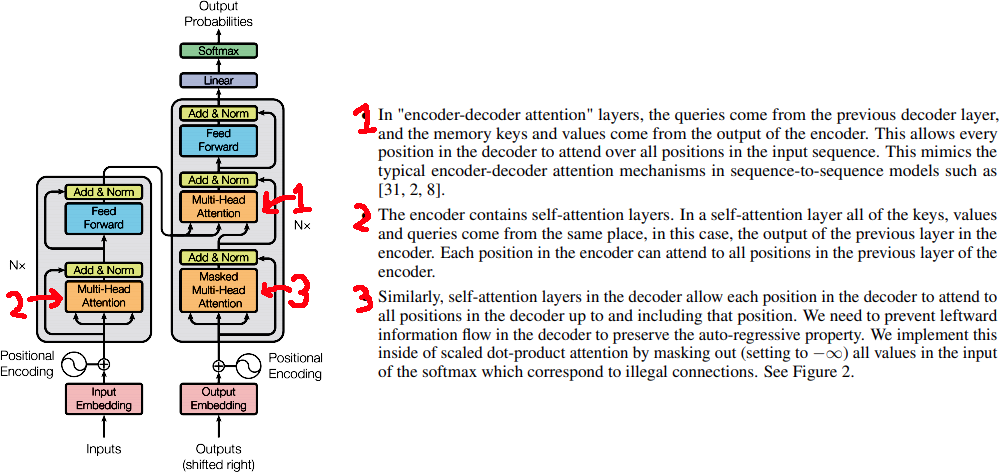 Output
Probabilities
Softmax
Linear
Add & Norm
Feed
Forward
Add & Norm
Multi-Head
Attention
1
N×
Add & Norm
Masked
Multi-Head
Attention
3
Add & Norm
Feed
Forward
N×
Add & Norm
Multi-Head
Attention
2
Positional
Encoding
Positional
Encoding
Input
Embedding
Output
Embedding
Inputs
Outputs
(shifted right)
1 In "encoder-decoder attention" layers, the queries come from the previous decoder layer,
and the memory keys and values come from the output of the encoder. This allows every
position in the decoder to attend over all positions in the input sequence. This mimics the
typical encoder-decoder attention mechanisms in sequence-to-sequence models such as
[31, 2, 8].
2 The encoder contains self-attention layers. In a self-attention layer all of the keys, values
and queries come from the same place, in this case, the output of the previous layer in the
encoder. Each position in the encoder can attend to all positions in the previous layer of the
encoder.
3 Similarly, self-attention layers in the decoder allow each position in the decoder to attend to
all positions in the decoder up to and including that position. We need to prevent leftward
information flow in the decoder to preserve the auto-regressive property. We implement this
inside of scaled dot-product attention by masking out (setting to −∞) all values in the input
of the softmax which correspond to illegal connections. See Figure 2.